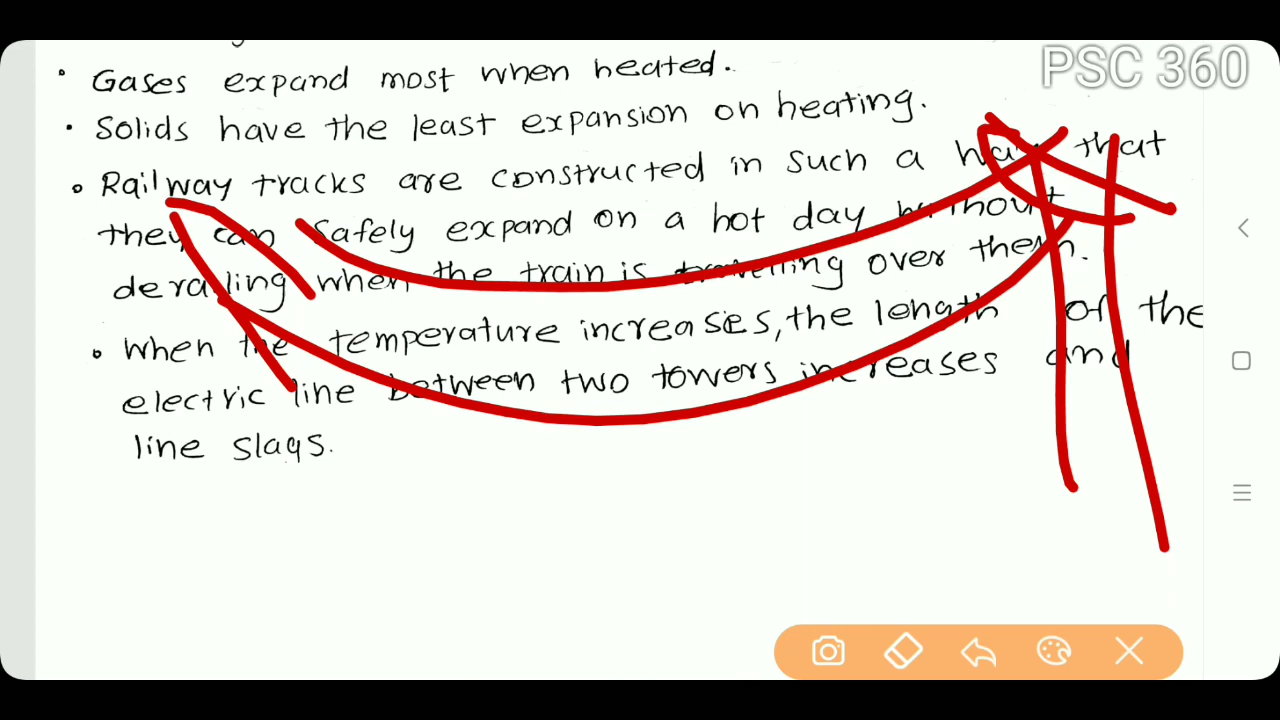 PSC 360
• Gases expand most when heated.
• Solids have the least expansion on heating.
• Railway tracks are constructed in such a way that
they can safely expand on a hot day without
derailing when the train is travelling over them.
• When the temperature increases, the length of the
electric line between two towers increases and
line slags.